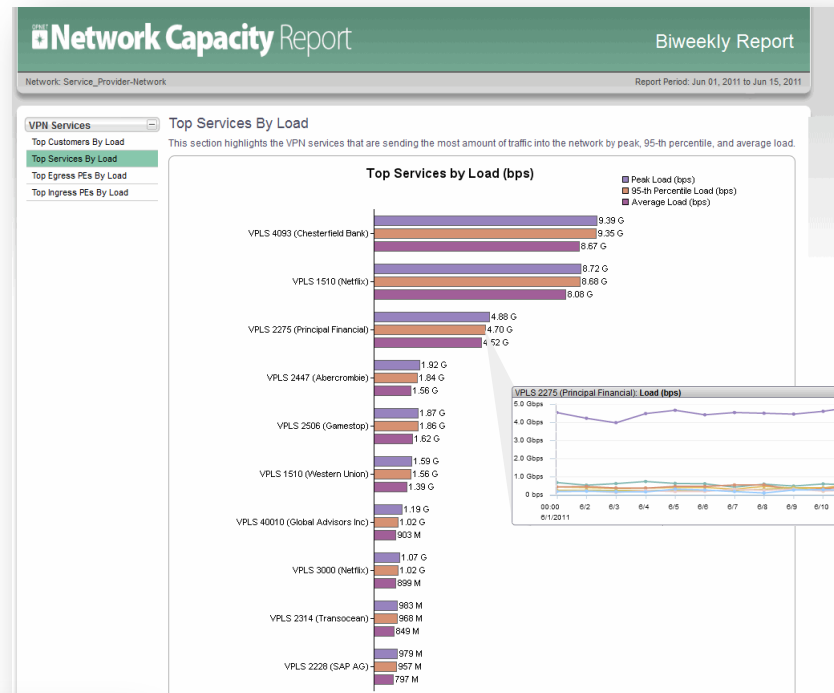 OPNET
Network Capacity Report
Biweekly Report
Network: Service_Provider-Network
Report Period: Jun 01, 2011 to Jun 15, 2011
VPN Services
Top Customers By Load
Top Services By Load
Top Egress PEs By Load
Top Ingress PEs By Load
Top Services By Load
This section highlights the VPN services that are sending the most amount of traffic into the network by peak, 95-th percentile, and average load.
Top Services by Load (bps)
Peak Load (bps)
95-th Percentile Load (bps)
Average Load (bps)
VPLS 4093 (Chesterfield Bank)
9.39 G
9.35 G
8.67 G
VPLS 1510 (Netflix)
8.72 G
8.68 G
8.08 G
VPLS 2275 (Principal Financial)
4.88 G
4.70 G
4.52 G
VPLS 2447 (Abercrombie)
1.92 G
1.84 G
1.56 G
VPLS 2506 (Gamestop)
1.87 G
1.86 G
1.62 G
VPLS 1510 (Western Union)
1.59 G
1.56 G
1.39 G
VPLS 40010 (Global Advisors Inc)
1.19 G
1.02 G
903 M
VPLS 3000 (Netflix)
1.07 G
1.02 G
899 M
VPLS 2314 (Transocean)
983 M
968 M
849 M
VPLS 2228 (SAP AG)
979 M
957 M
797 M
VPLS 2275 (Principal Financial): Load (bps)
5.0 Gbps
4.0 Gbps
3.0 Gbps
2.0 Gbps
1.0 Gbps
0 bps
00:00 6/2 6/3 6/4 6/5 6/6 6/7 6/8 6/9 6/10
6/1/2011